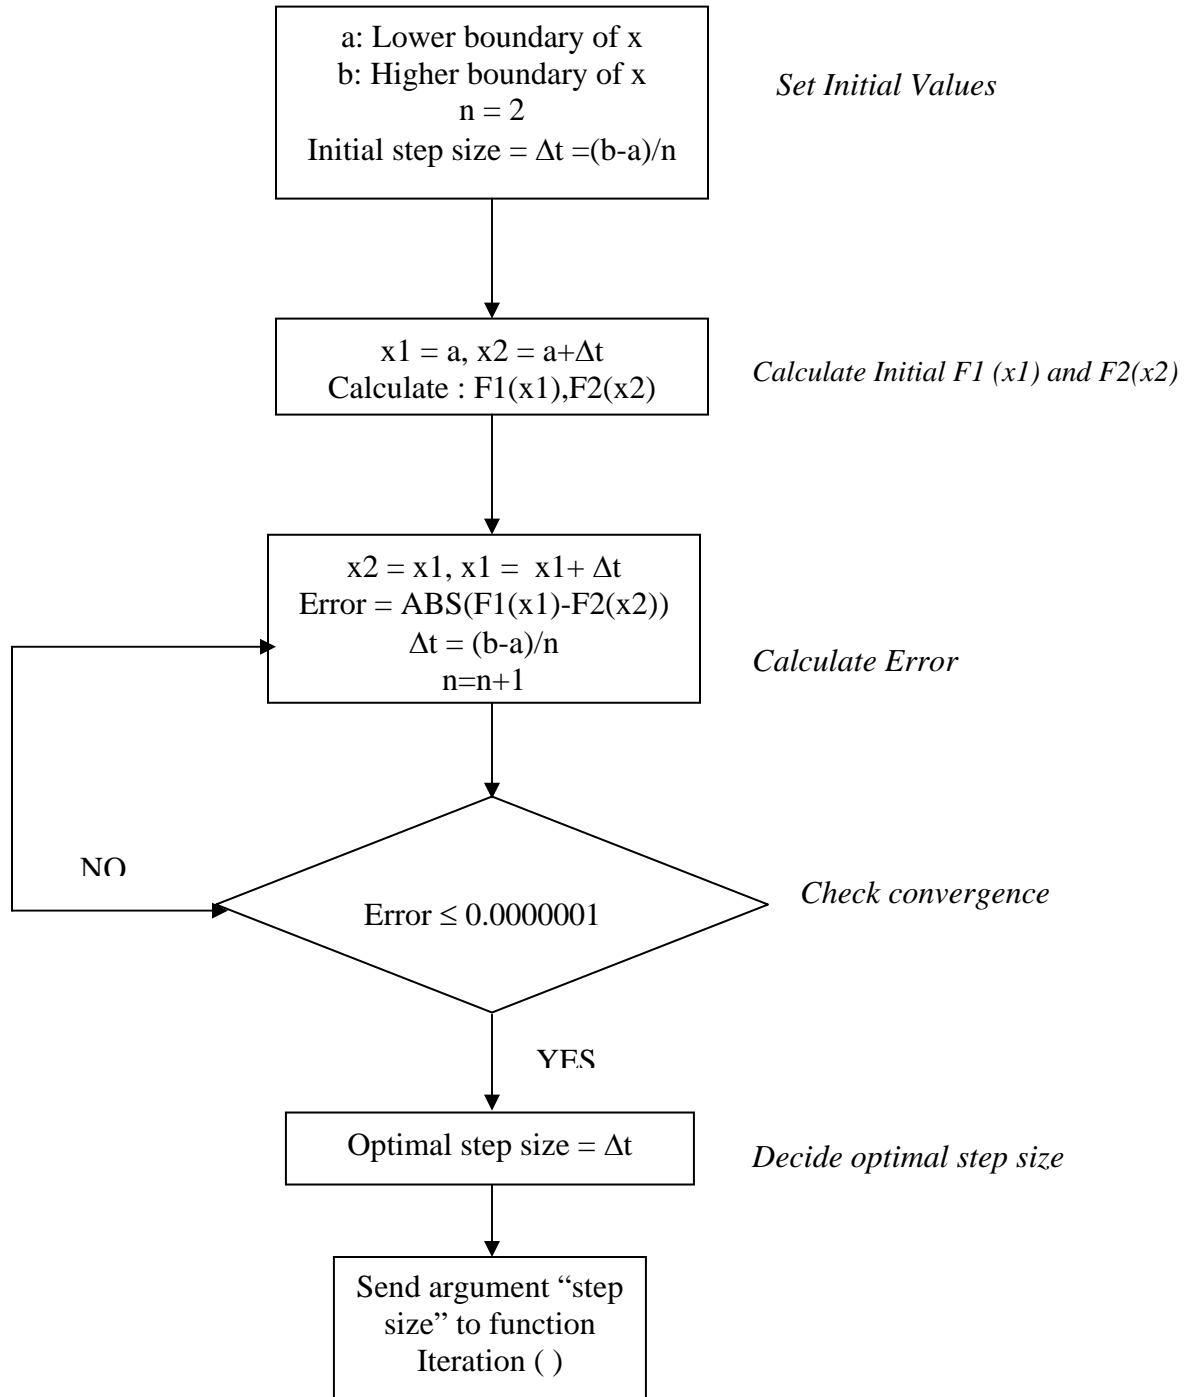 a: Lower boundary of x
b: Higher boundary of x
n = 2
Initial step size = Δt =(b-a)/n
Set Initial Values
x1 = a, x2 = a+Δt
Calculate : F1(x1),F2(x2)
Calculate Initial F1 (x1) and F2(x2)
x2 = x1, x1 = x1+ Δt
Error = ABS(F1(x1)-F2(x2))
Δt = (b-a)/n
n=n+1
Calculate Error
NO
Error ≤ 0.0000001
Check convergence
YES
Optimal step size = Δt
Decide optimal step size
Send argument “step
size” to function
Iteration ( )